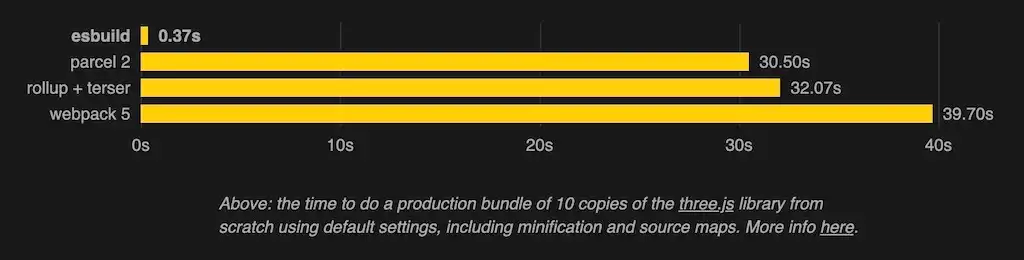 esbuild 0.37s
parcel 2 30.50s
rollup + terser 32.07s
webpack 5 39.70s
0s 10s 20s 30s 40s
Above: the time to do a production bundle of 10 copies of the three.js library from
scratch using default settings, including minification and source maps. More info here.